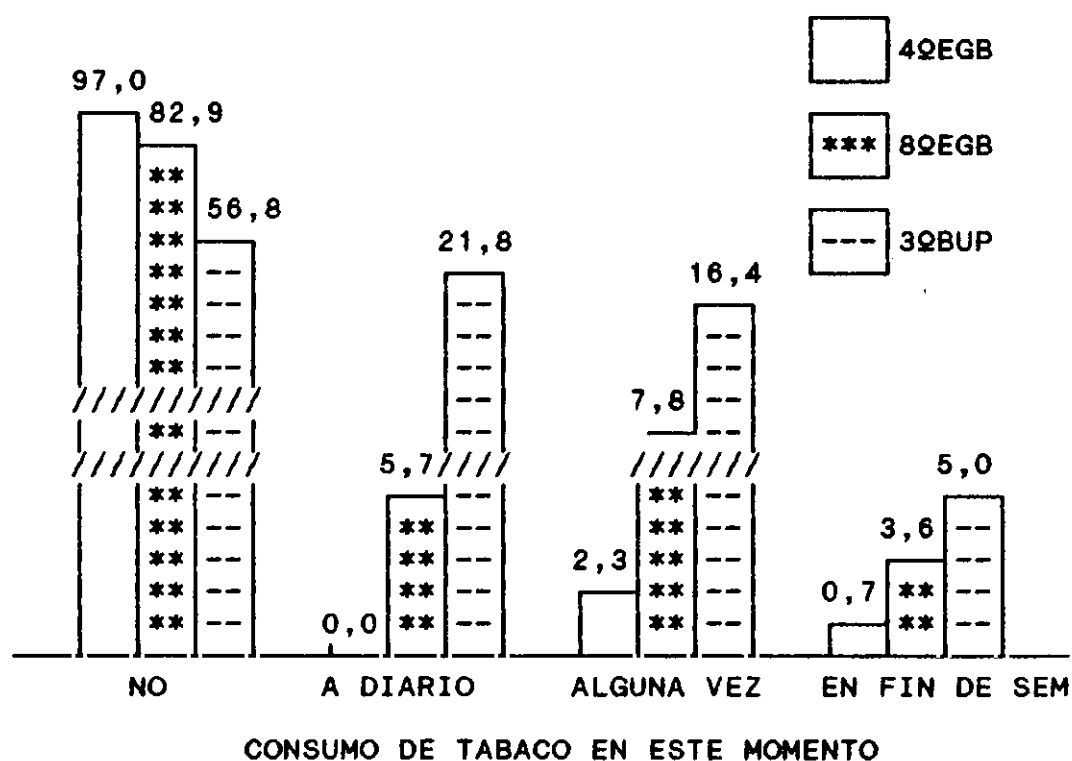 4ºEGB
97,0
82,9
*** 8ºEGB
56,8
21,8
--- 3ºBUP
16,4
7,8
5,7
5,0
3,6
2,3
0,7
0,0
NO A DIARIO ALGUNA VEZ EN FIN DE SEM
CONSUMO DE TABACO EN ESTE MOMENTO